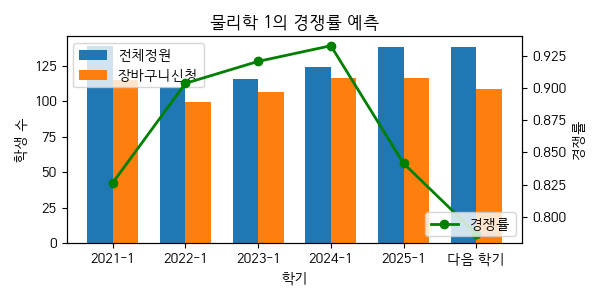 물리학 1의 경쟁률 예측
전체정원
장바구니신청
경쟁률
학생 수
0
25
50
75
100
125
경쟁률
0.800
0.825
0.850
0.875
0.900
0.925
2021-1
2022-1
2023-1
2024-1
2025-1
다음 학기
학기